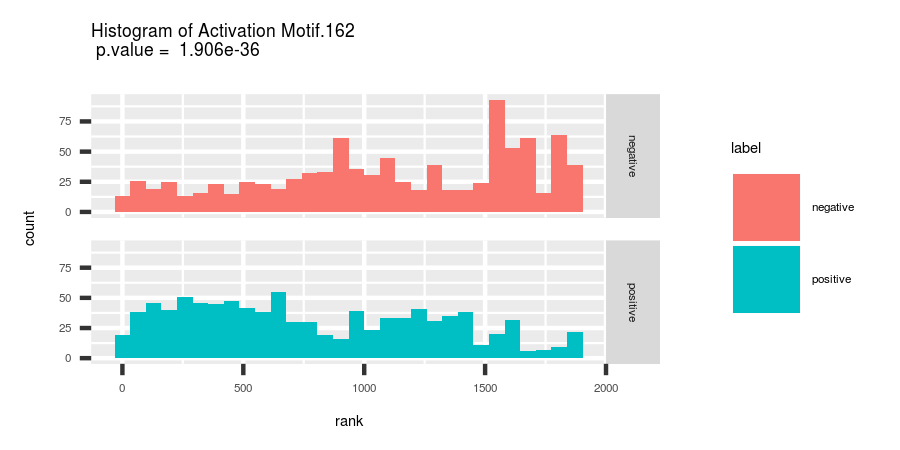 Histogram of Activation Motif.162
p.value = 1.906e-36
count
75
50
25
0
negative
75
50
25
0
positive
0
500
1000
1500
2000
rank
label
negative
positive